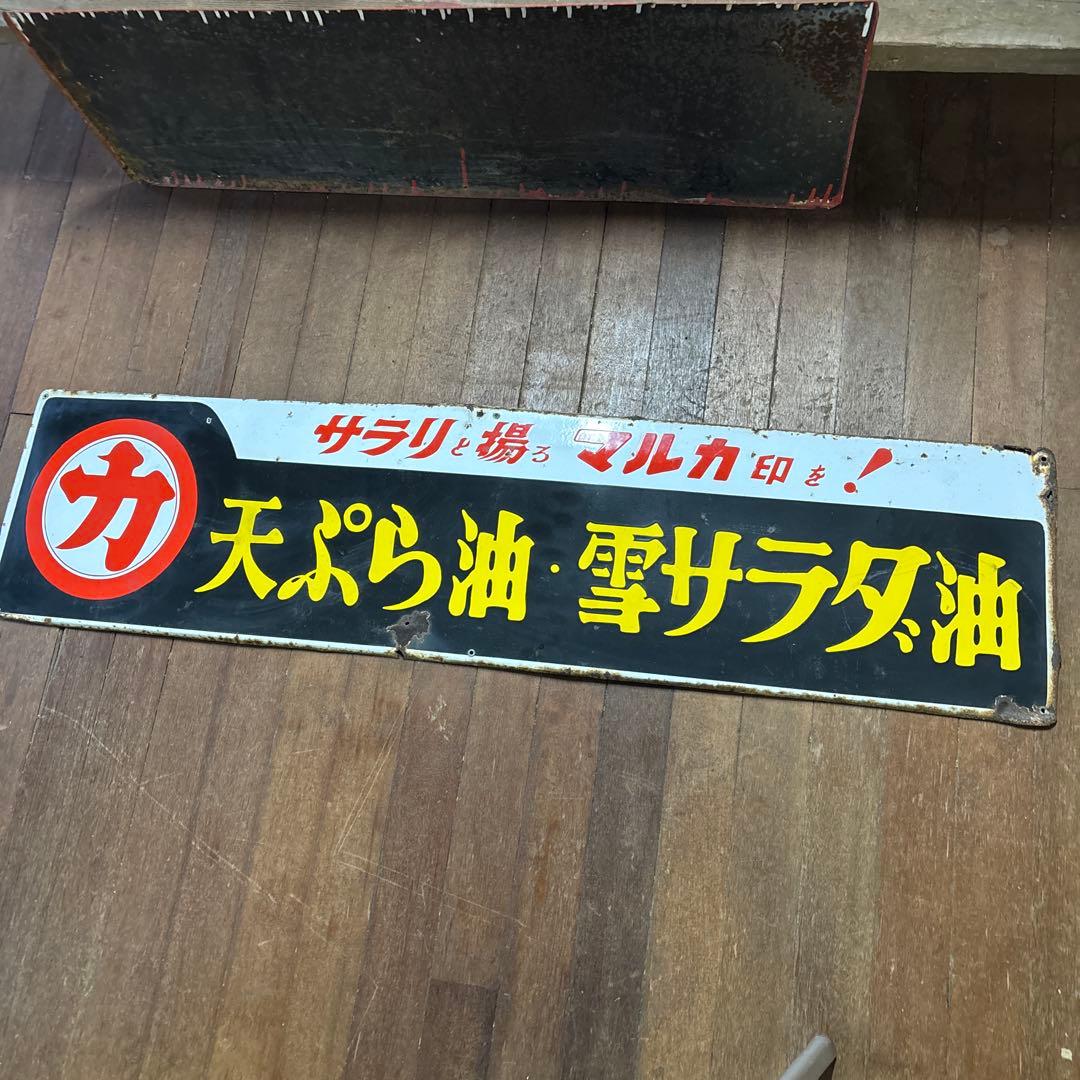 サラリと揚る マルカ印を!
カ
天ぷら油・雪サラダ油